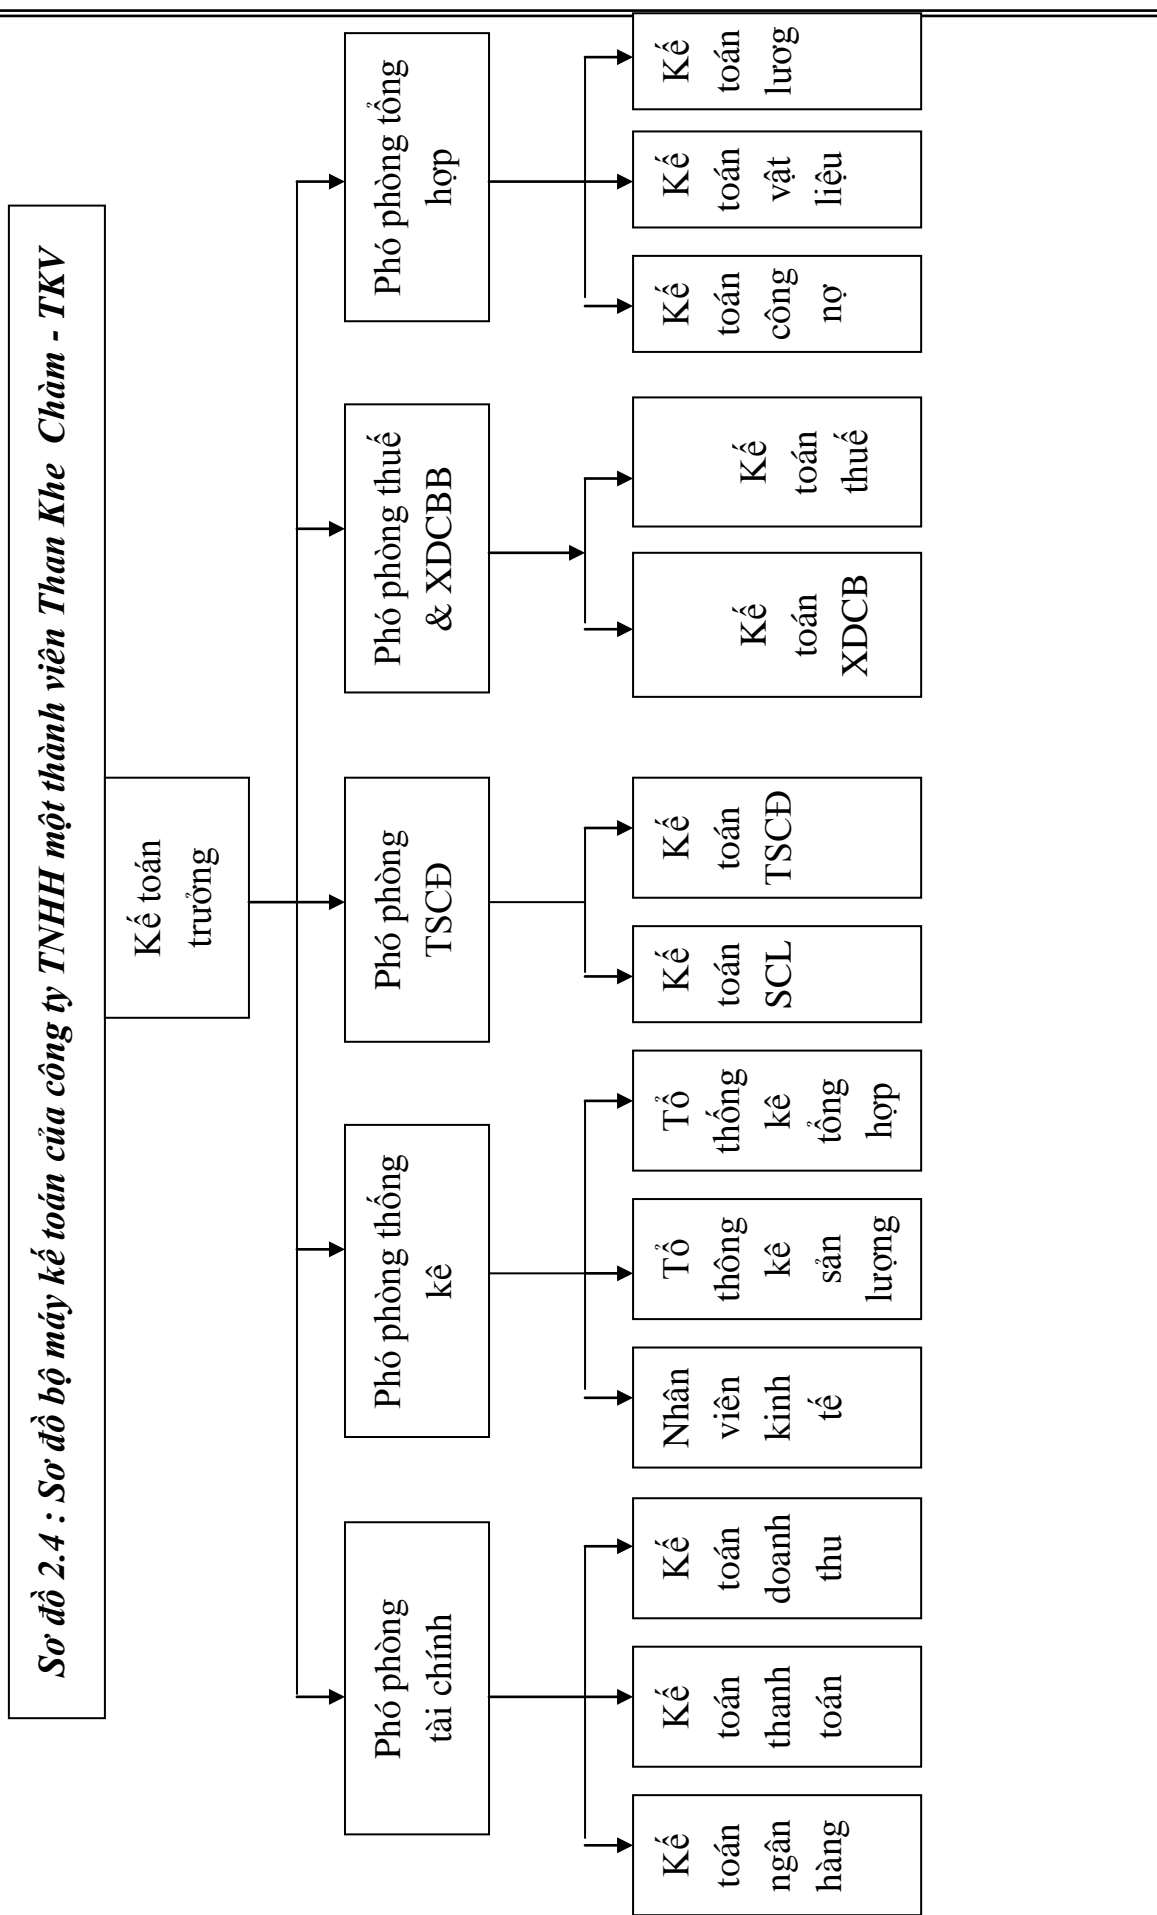 Sơ đồ 2.4 : Sơ đồ bộ máy kế toán của công ty TNHH một thành viên Than Khe Chàm - TKV
Kế toán
trưởng
Phó phòng
tài chính
Phó phòng thống
kê
Phó phòng
TSCĐ
Phó phòng thuế
& XDCBB
Phó phòng tổng
hợp
Kế
toán
ngân
hàng
Kế
toán
thanh
toán
Kế
toán
doanh
thu
Nhân
viên
kinh
tế
Tổ
thông
kê
sản
lượng
Tổ
thống
kê
tổng
hợp
Kế
toán
SCL
Kế
toán
TSCĐ
Kế
toán
XDCB
Kế
toán
thuế
Kế
toán
công
nợ
Kế
toán
vật
liệu
Kế
toán
lươg